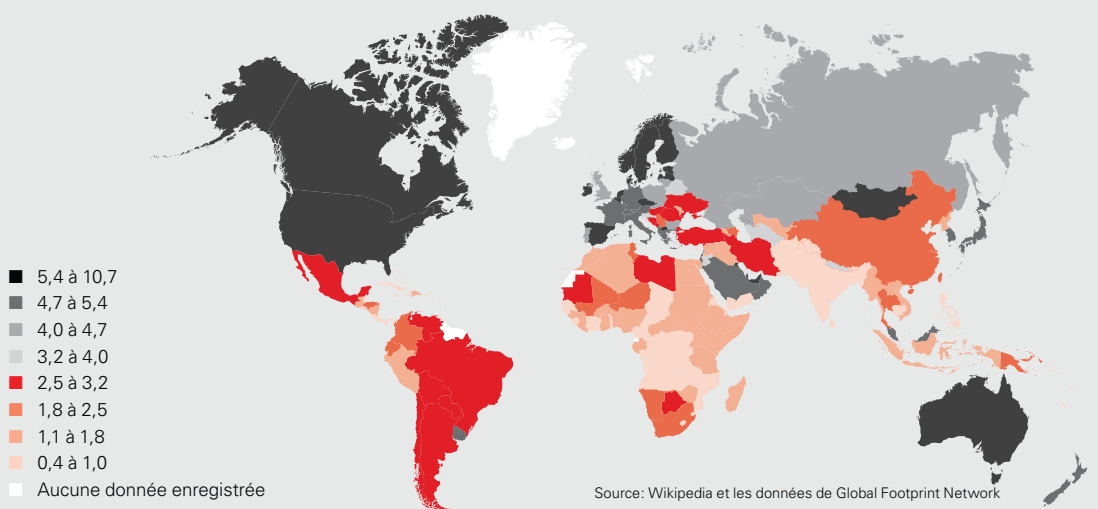 5,4 à 10,7
4,7 à 5,4
4,0 à 4,7
3,2 à 4,0
2,5 à 3,2
1,8 à 2,5
1,1 à 1,8
0,4 à 1,0
Aucune donnée enregistrée
Source: Wikipedia et les données de Global Footprint Network